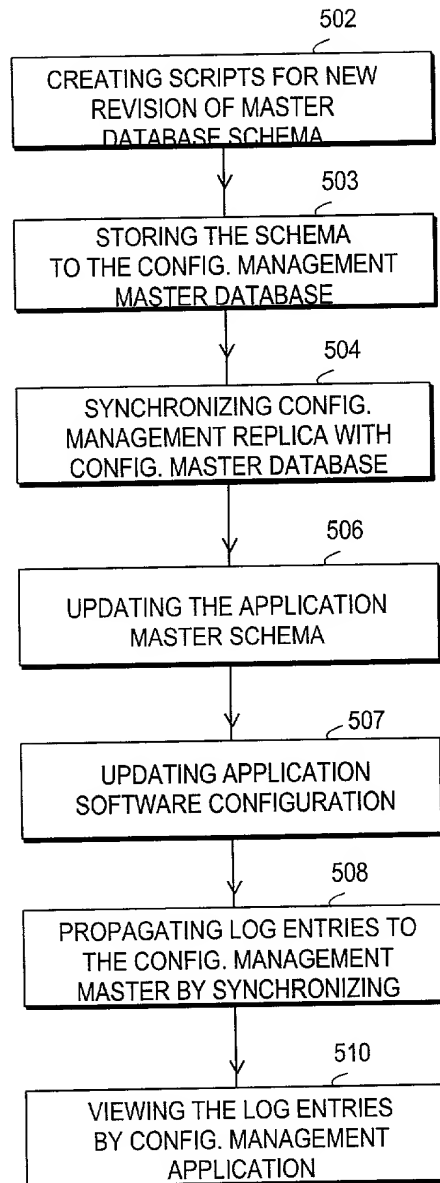 502
CREATING SCRIPTS FOR NEW
REVISION OF MASTER
DATABASE SCHEMA
503
STORING THE SCHEMA
TO THE CONFIG. MANAGEMENT
MASTER DATABASE
504
SYNCHRONIZING CONFIG.
MANAGEMENT REPLICA WITH
CONFIG. MASTER DATABASE
506
UPDATING THE APPLICATION
MASTER SCHEMA
507
UPDATING APPLICATION
SOFTWARE CONFIGURATION
508
PROPAGATING LOG ENTRIES TO
THE CONFIG. MANAGEMENT
MASTER BY SYNCHRONIZING
510
VIEWING THE LOG ENTRIES
BY CONFIG. MANAGEMENT
APPLICATION